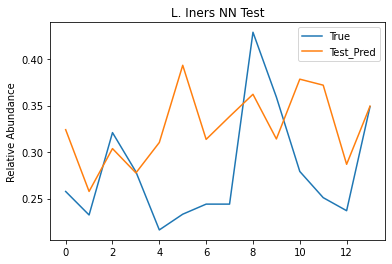 L. Iners NN Test
True
Test_Pred
Relative Abundance
0.40
0.35
0.30
0.25
0 2 4 6 8 10 12